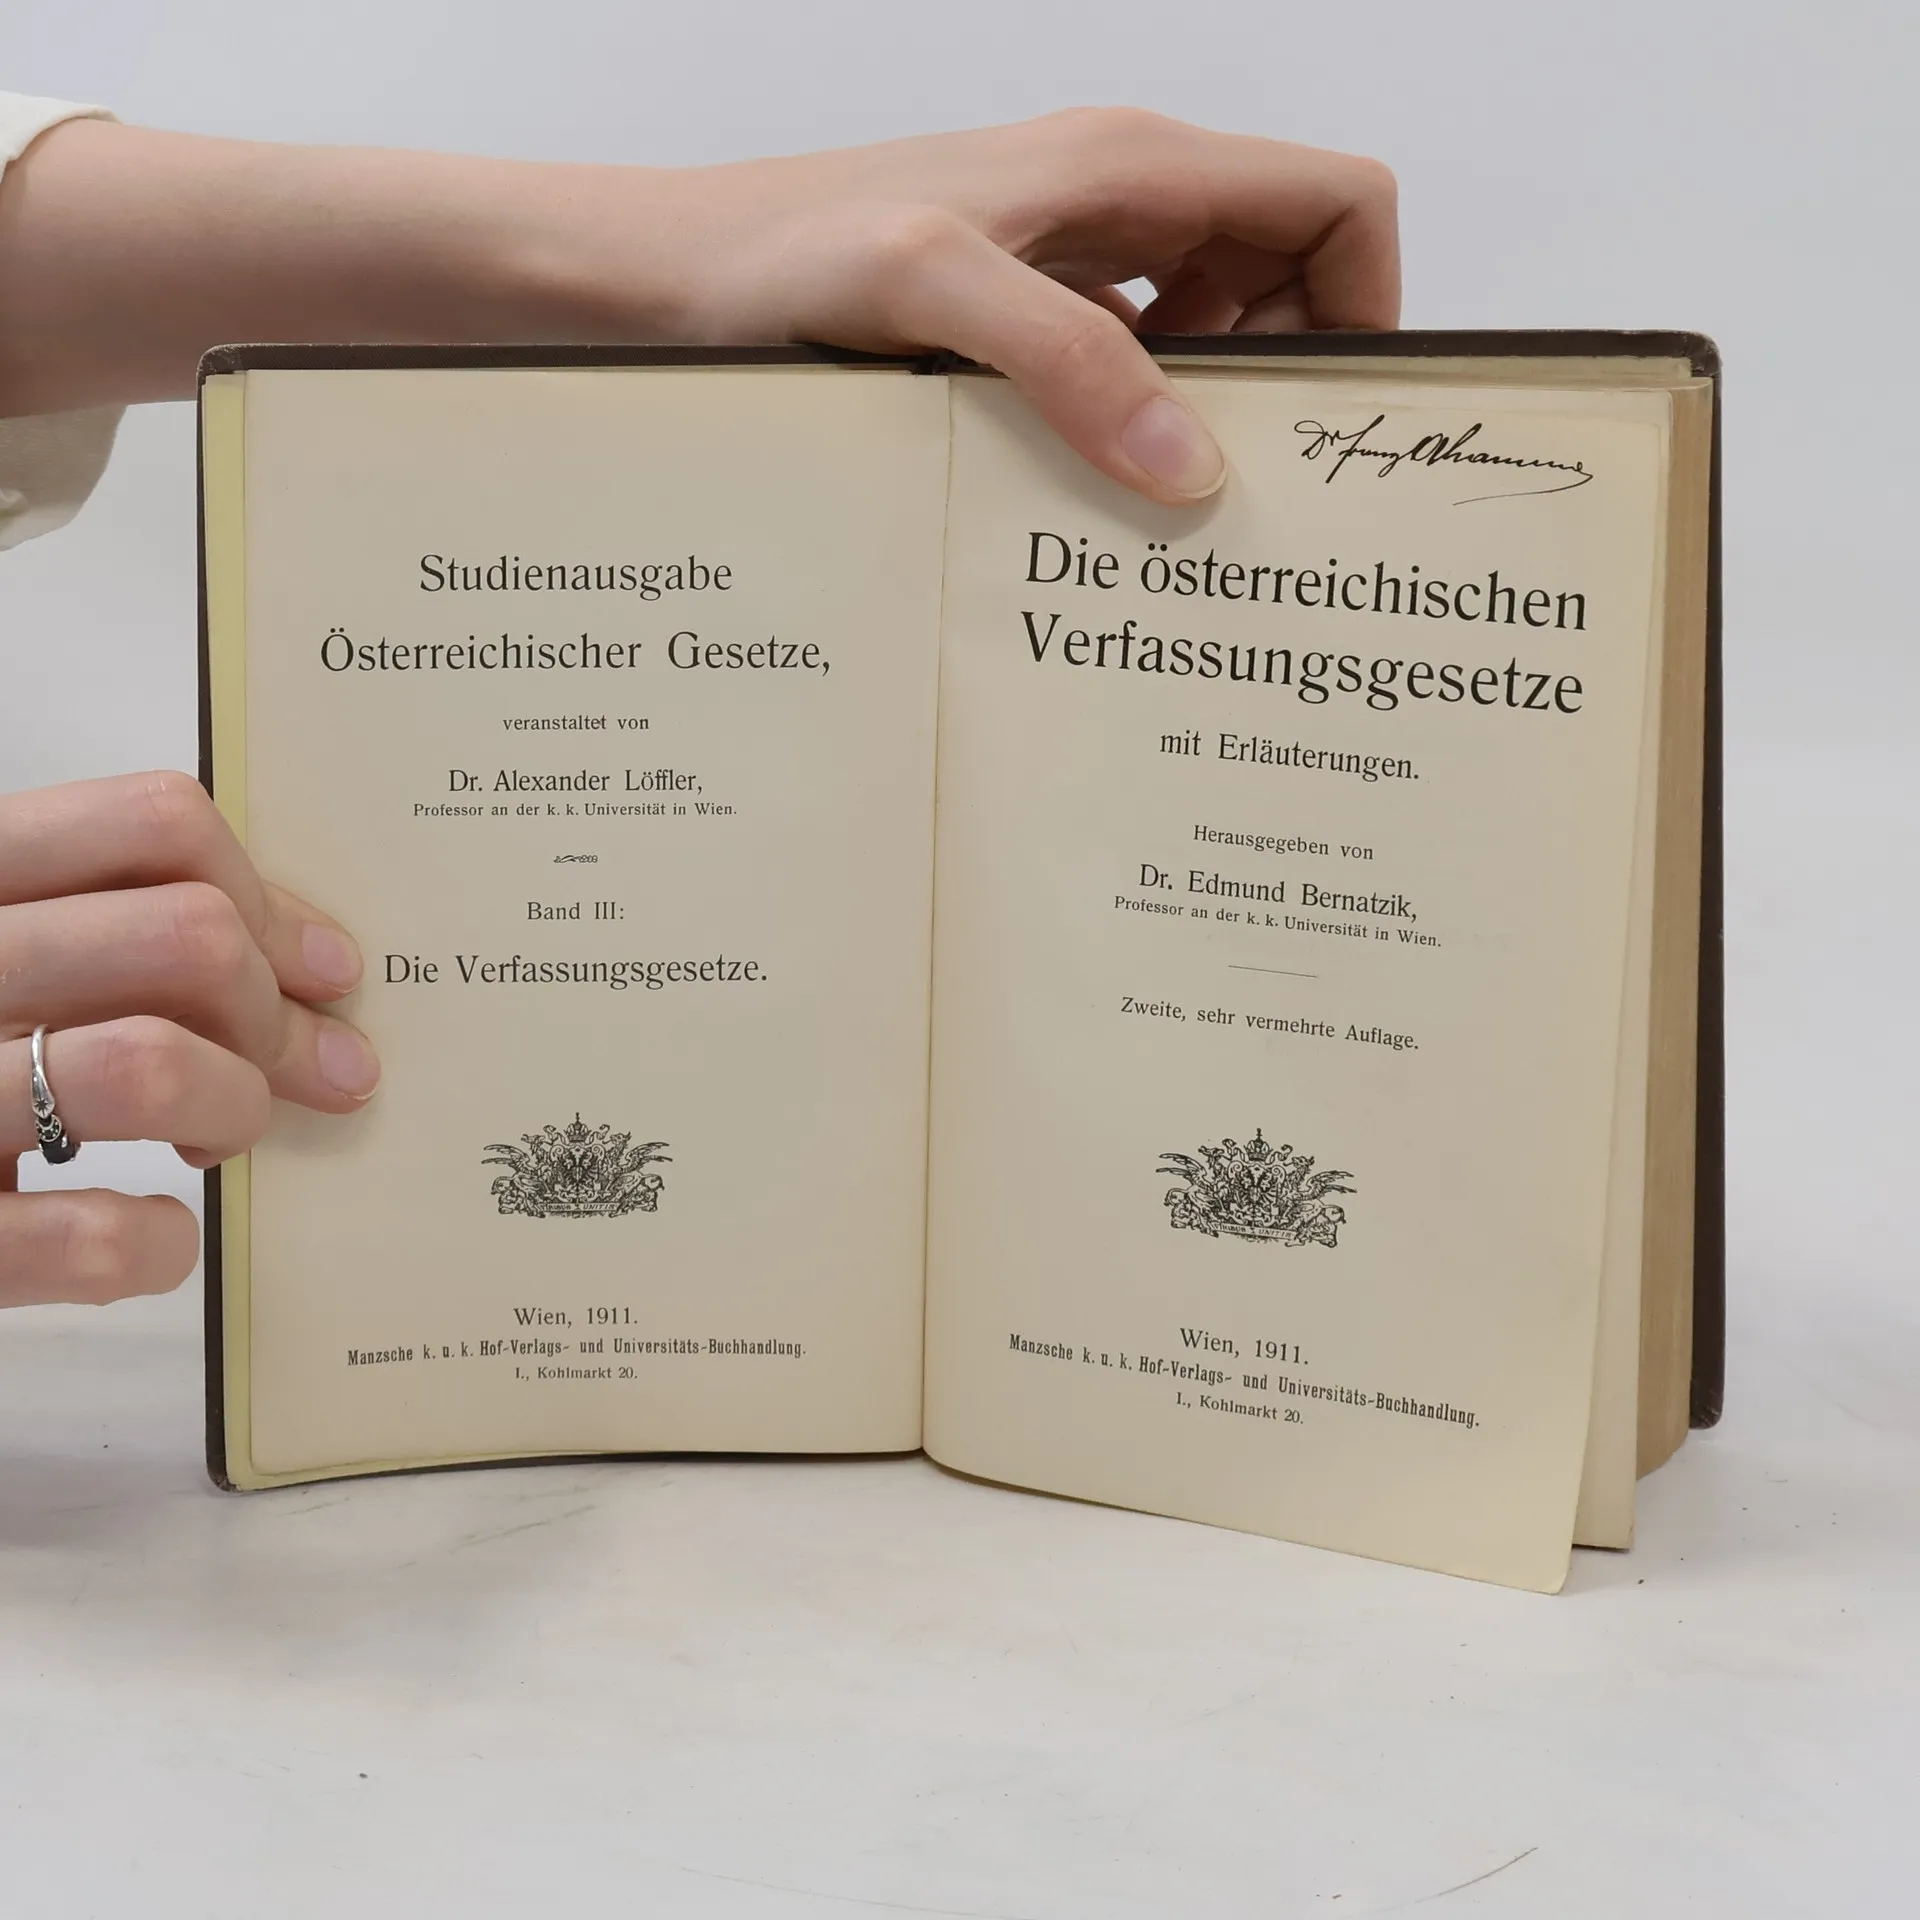 Studienausgabe
Österreichischer Gesetze,
veranstaltet von
Dr. Alexander Löffler,
Professor an der k. k. Universität in Wien.
Band III:
Die Verfassungsgesetze.
Wien, 1911.
Manzsche k. u. k. Hof-Verlags- und Universitäts-Buchhandlung.
I., Kohlmarkt 20.
Dr Franz
Die österreichischen
Verfassungsgesetze
mit Erläuterungen.
Herausgegeben von
Dr. Edmund Bernatzik,
Professor an der k. k. Universität in Wien.
Zweite, sehr vermehrte Auflage.
Wien, 1911.
Manzsche k. u. k. Hof-Verlags- und Universitäts-Buchhandlung.
I., Kohlmarkt 20.